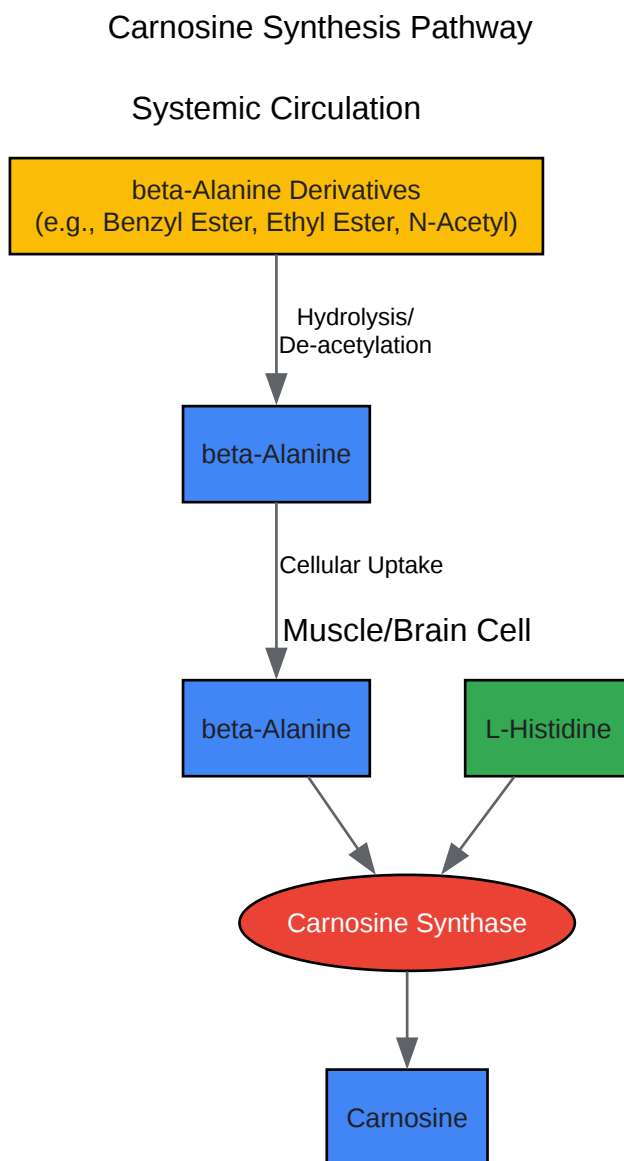 Carnosine Synthesis Pathway
Systemic Circulation
beta-Alanine Derivatives
(e.g., Benzyl Ester, Ethyl Ester, N-Acetyl)
Hydrolysis/
De-acetylation
beta-Alanine
Cellular Uptake
Muscle/Brain Cell
beta-Alanine
L-Histidine
Carnosine Synthase
Carnosine